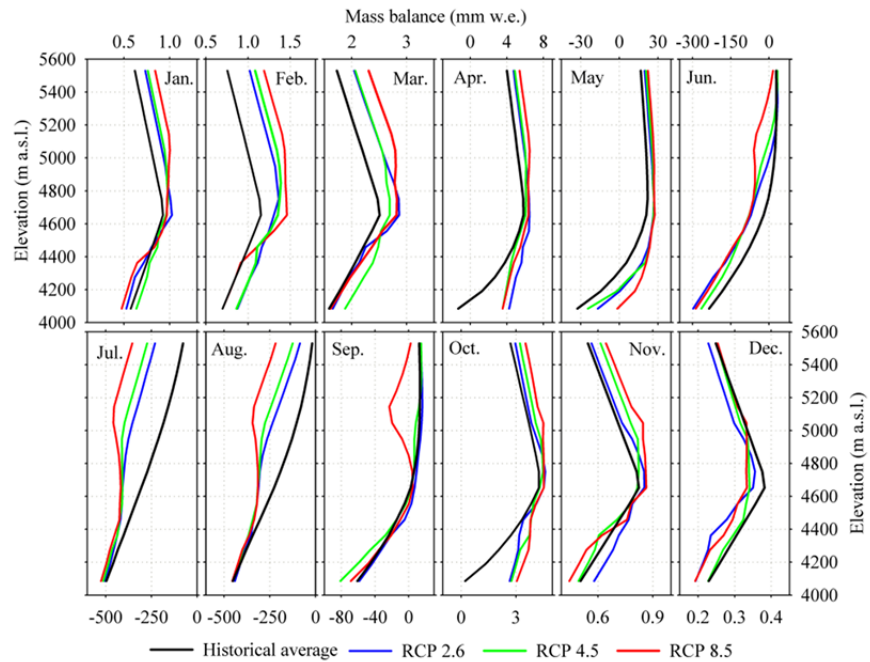 Mass balance (mm w.e.)
0.5 1.0 0.5 1.0 1.5 2 3 0 4 8 -30 0 30 -300 -150 0
5600
5400
5200
5000
4800
4600
4400
4200
4000
Elevation (m a.s.l.)
Jan. Feb. Mar. Apr. May Jun.
Jul. Aug. Sep. Oct. Nov. Dec.
5600
5400
5200
5000
4800
4600
4400
4200
4000
Elevation (m a.s.l.)
-500 -250 0 -500 -250 0 -80 -40 0 3 0.6 0.9 0.2 0.3 0.4
Historical average RCP 2.6 RCP 4.5 RCP 8.5